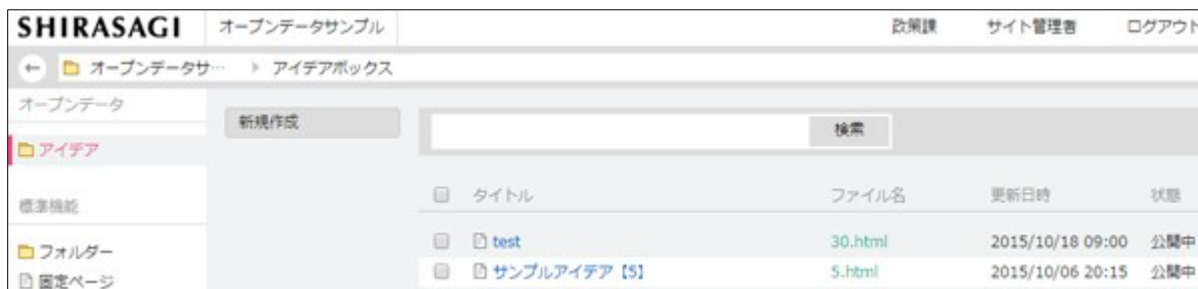 SHIRASAGI オープンデータサンプル 政策課 サイト管理者 ログアウト
← オープンデータサ… アイデアボックス
オープンデータ
新規作成 検索
アイデア
タイトル ファイル名 更新日時 状態
標準機能
test 30.html 2015/10/18 09:00 公開中
フォルダー
サンプルアイデア【5】 5.html 2015/10/06 20:15 公開中
固定ページ